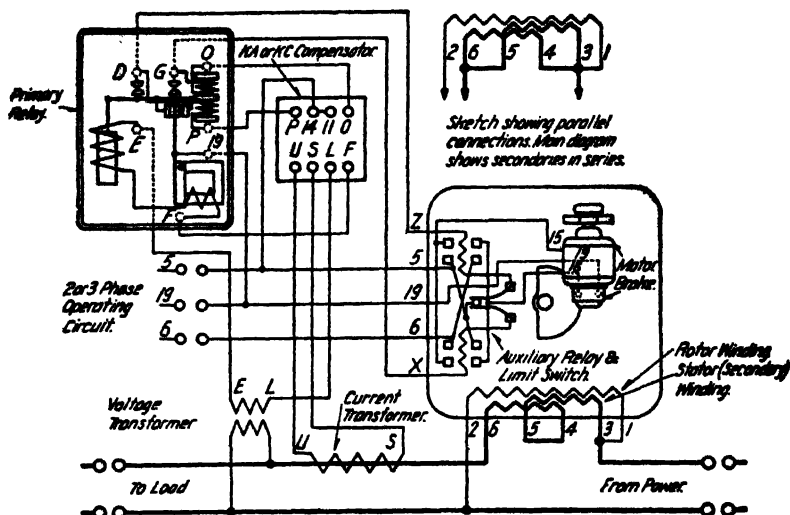 D G O KA or KC Compensator.
Primary
Relay.
E P 19 F
P 14 11 O
U S L F
2 6 5 4 3 1
Sketch showing parallel
connections. Main diagram
shows secondaries in series.
2 or 3 Phase
Operating
Circuit.
5
19
6
Z
5
19
6
X
15
19
16
Motor
Brake.
Auxiliary Relay &
Limit Switch.
Rotor Winding
Stator (Secondary)
Winding.
Voltage
Transformer
E L
Current
Transformer.
U S
2 6 5 4 3 1
To Load
From Power.